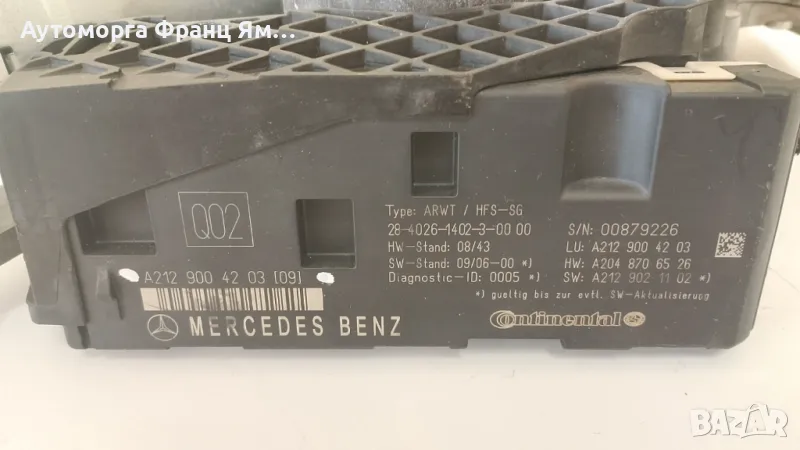 Автоморга Франц Ям...
Q02
A212 900 42 03 [09]
MERCEDES BENZ
Type: ARWT / HFS-SG
28-4026-1402-3-00 00
HW-Stand: 08/43
SW-Stand: 09/06-00 *)
Diagnostic-ID: 0005 *)
S/N: 00879226
LU: A212 900 42 03
HW: A204 870 65 26
SW: A212 902 11 02 *)
*) gueltig bis zur evtl. SW-Aktualisierung
Continental
BAZAR